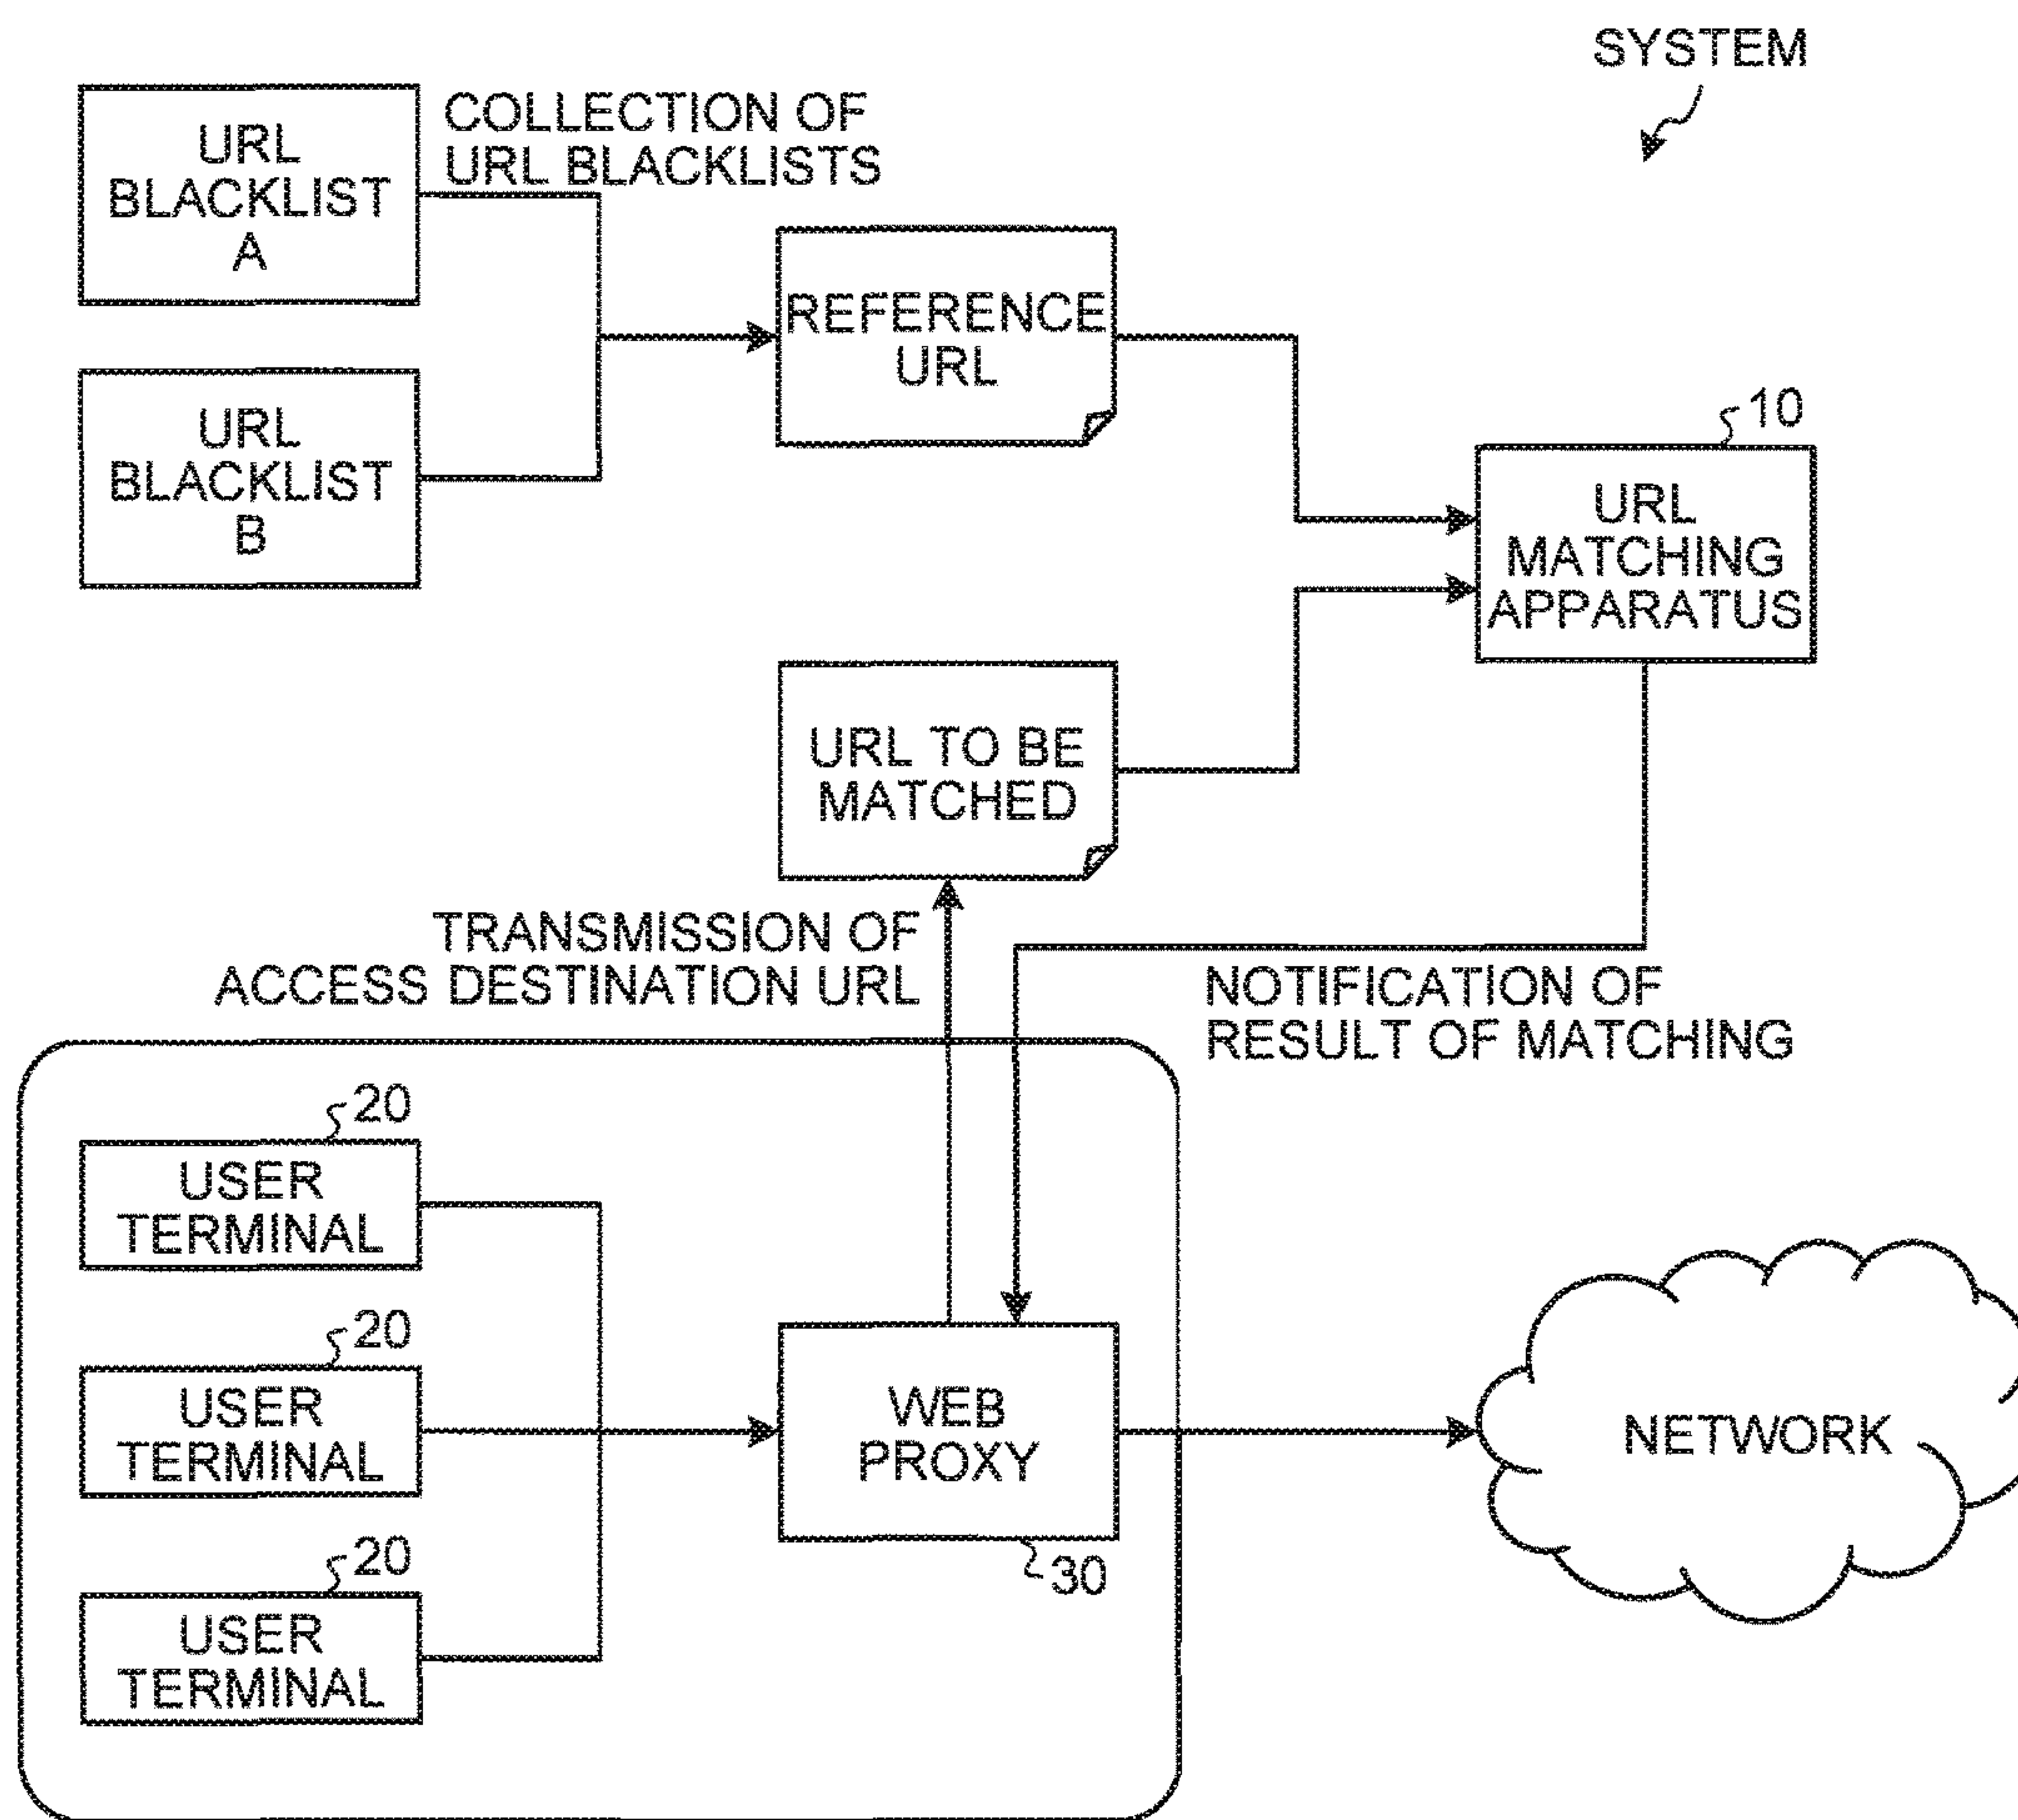 SYSTEM
URL
BLACKLIST
A
COLLECTION OF
URL BLACKLISTS
REFERENCE
URL
URL
BLACKLIST
B
10
URL
MATCHING
APPARATUS
URL TO BE
MATCHED
TRANSMISSION OF
ACCESS DESTINATION URL
NOTIFICATION OF
RESULT OF MATCHING
20
USER
TERMINAL
20
USER
TERMINAL
20
USER
TERMINAL
WEB
PROXY
30
NETWORK